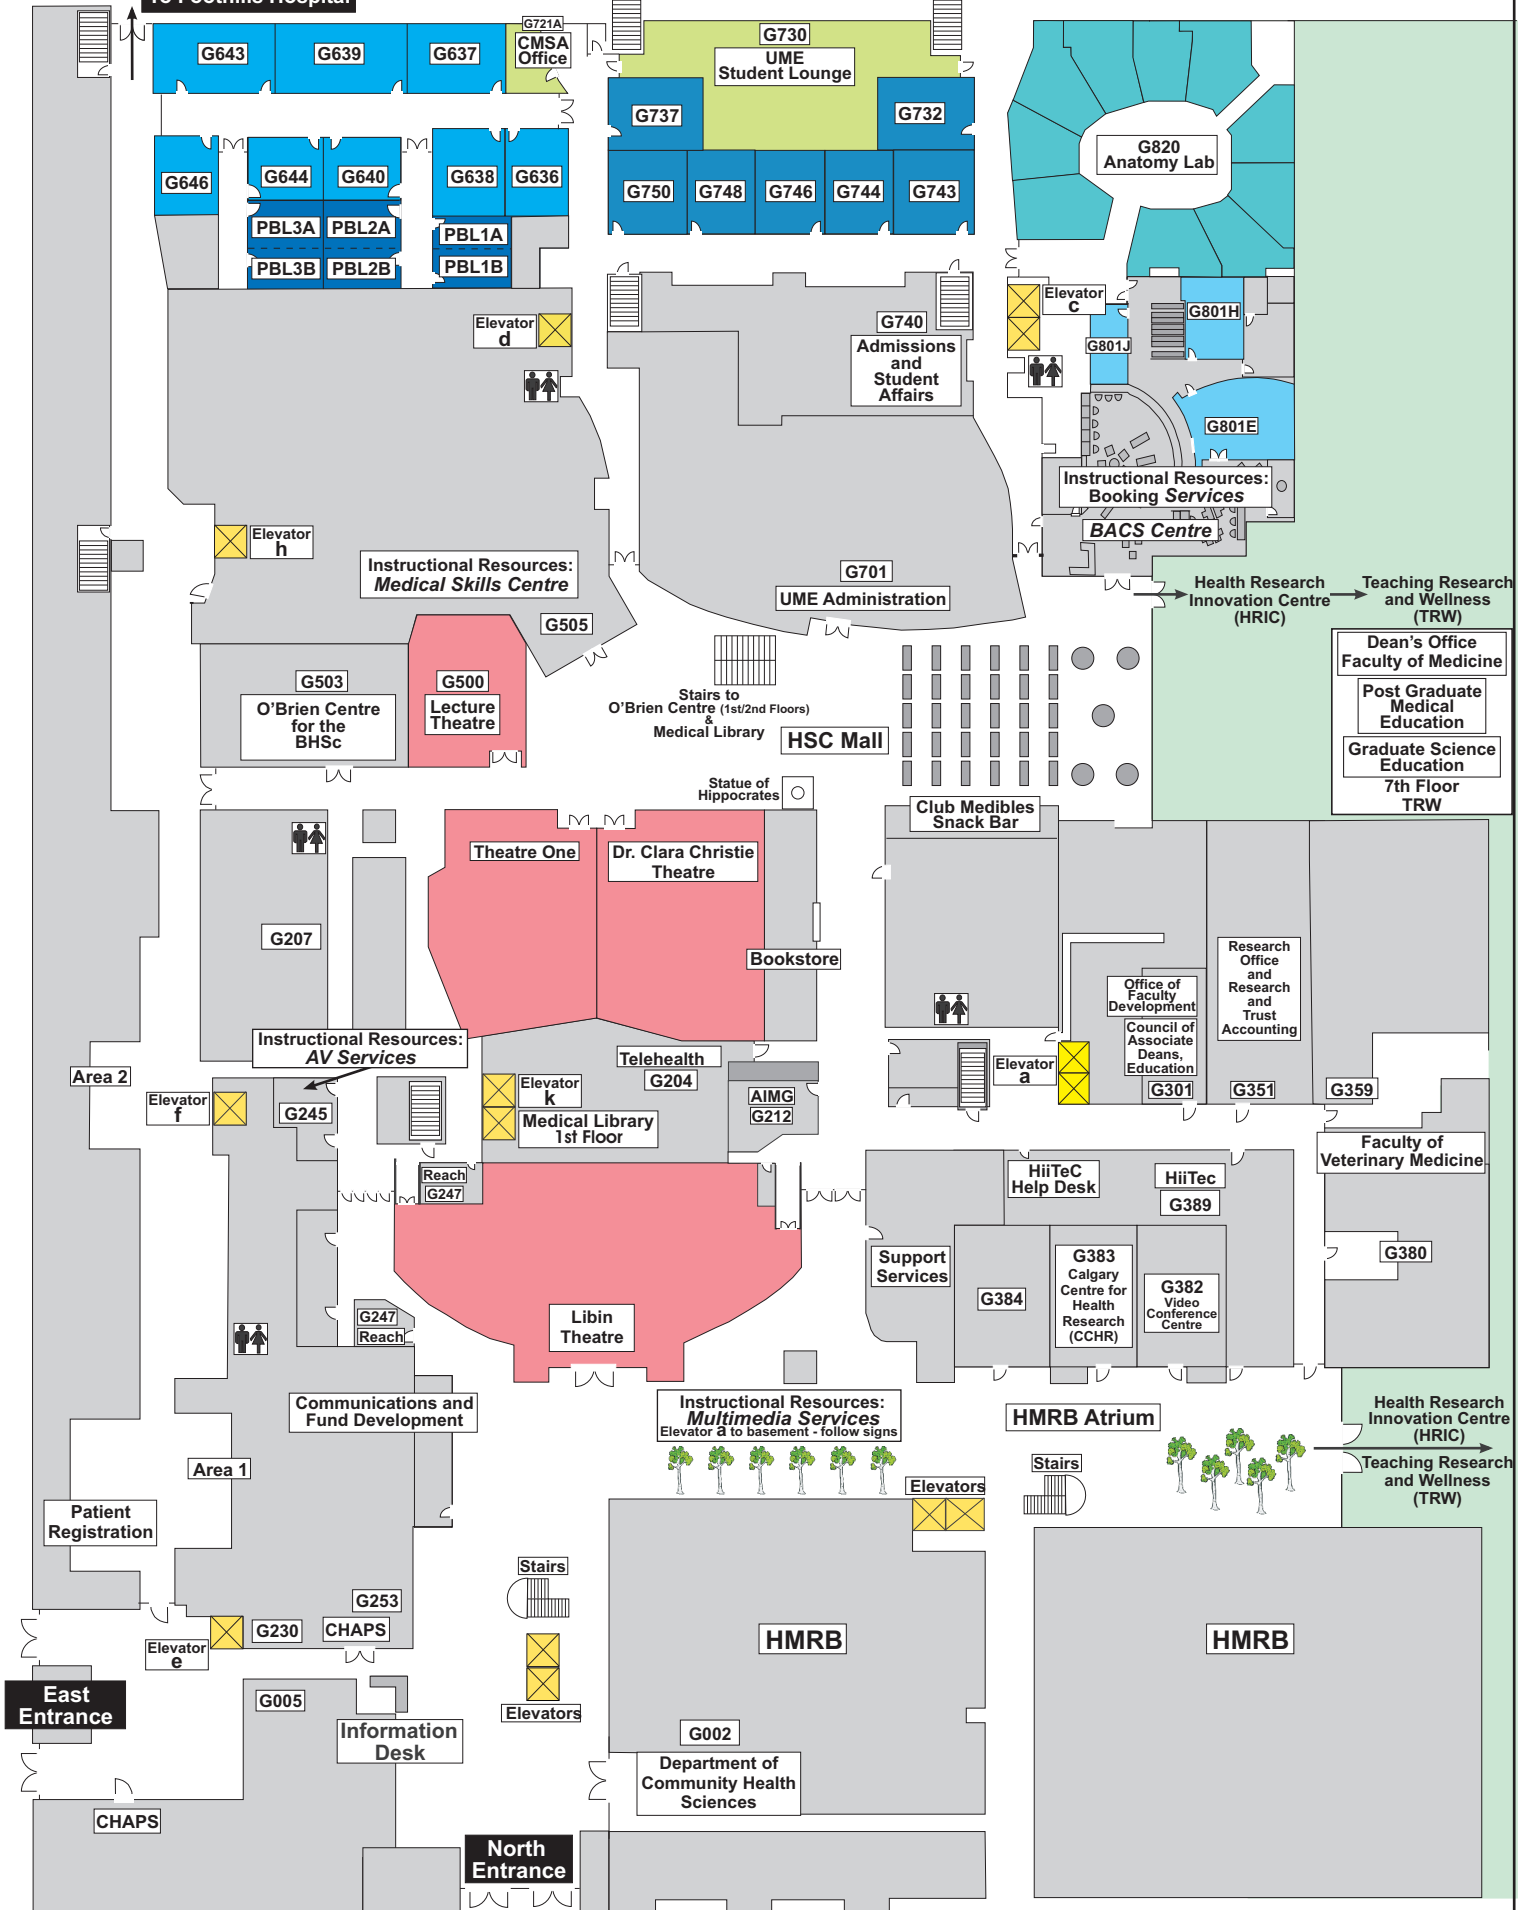 To Foothills Hospital
G643
G639
G637
G721A
CMSA
Office
G730
UME
Student Lounge
G737
G732
G646
G644
G640
G638
G636
G750
G748
G746
G744
G743
G820
Anatomy Lab
PBL3A
PBL2A
PBL1A
PBL3B
PBL2B
PBL1B
Elevator
d
G740
Admissions
and
Student
Affairs
Elevator
c
G801H
G801J
G801E
Instructional Resources:
Booking Services
BACS Centre
Elevator
h
Instructional Resources:
Medical Skills Centre
G505
G701
UME Administration
Health Research
Innovation Centre
(HRIC)
Teaching Research
and Wellness
(TRW)
Dean's Office
Faculty of Medicine
Post Graduate
Medical
Education
Graduate Science
Education
7th Floor
TRW
G503
O'Brien Centre
for the
BHSc
G500
Lecture
Theatre
Stairs to
O'Brien Centre (1st/2nd Floors)
&
Medical Library
HSC Mall
Statue of
Hippocrates
Club Medibles
Snack Bar
Theatre One
Dr. Clara Christie
Theatre
G207
Bookstore
Research
Office
and
Research
and
Trust
Accounting
Office of
Faculty
Development
Council of
Associate
Deans,
Education
G301
G351
G359
Instructional Resources:
AV Services
Area 2
Elevator
f
G245
Elevator
k
Medical Library
1st Floor
Telehealth
G204
AIMG
G212
Elevator
a
Faculty of
Veterinary Medicine
Reach
G247
HiiTeC
Help Desk
HiiTec
G389
Support
Services
G384
G383
Calgary
Centre for
Health
Research
(CCHR)
G382
Video
Conference
Centre
G380
G247
Reach
Libin
Theatre
Communications and
Fund Development
Instructional Resources:
Multimedia Services
Elevator a to basement - follow signs
HMRB Atrium
Health Research
Innovation Centre
(HRIC)
Teaching Research
and Wellness
(TRW)
Area 1
Stairs
Elevators
Patient
Registration
Stairs
G253
G230
CHAPS
Elevator
e
HMRB
HMRB
East
Entrance
G005
Information
Desk
Elevators
G002
Department of
Community Health
Sciences
CHAPS
North
Entrance